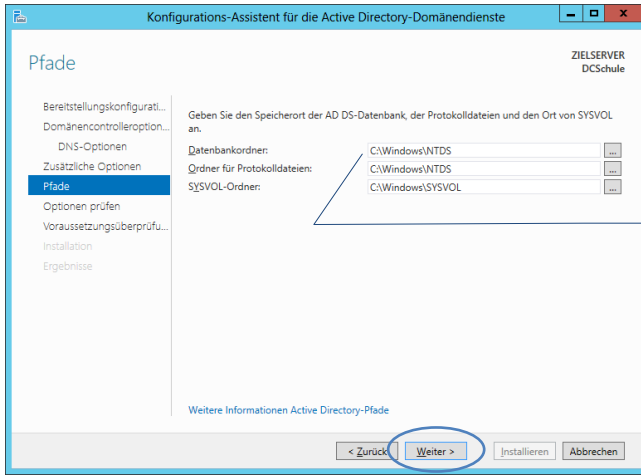 Konfigurations-Assistent für die Active Directory-Domänendienste
Pfade
ZIELSERVER
DCSchule
Bereitstellungskonfigurati...
Domänencontrolleroption...
DNS-Optionen
Zusätzliche Optionen
Pfade
Optionen prüfen
Voraussetzungsüberprüfu...
Installation
Ergebnisse
Geben Sie den Speicherort der AD DS-Datenbank, der Protokolldateien und den Ort von SYSVOL
an.
Datenbankordner: C:\Windows\NTDS ...
Ordner für Protokolldateien: C:\Windows\NTDS ...
SYSVOL-Ordner: C:\Windows\SYSVOL ...
Weitere Informationen Active Directory-Pfade
< Zurück Weiter > Installieren Abbrechen